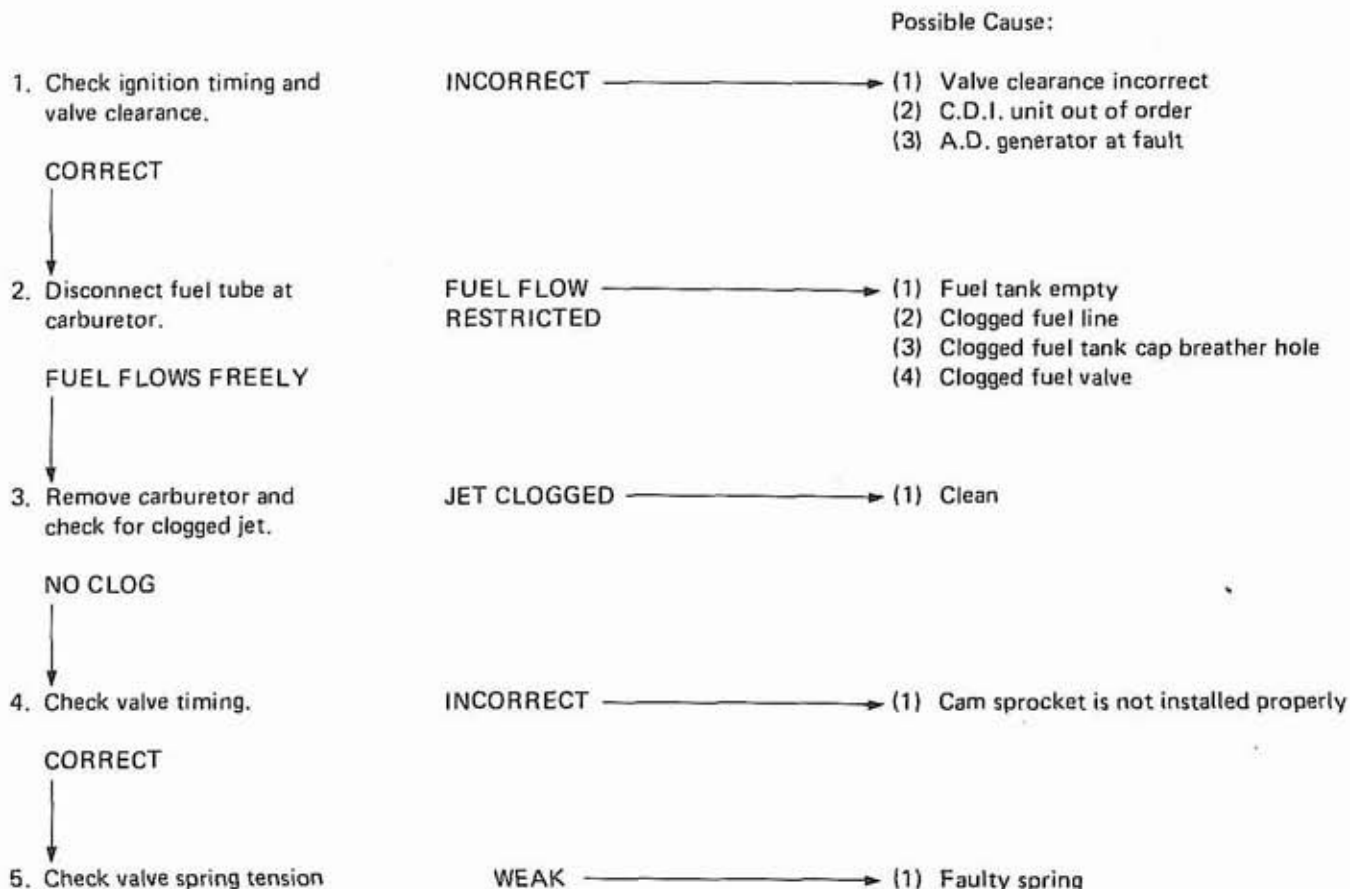 Possible Cause:
1. Check ignition timing and valve clearance.
INCORRECT
(1) Valve clearance incorrect
(2) C.D.I. unit out of order
(3) A.D. generator at fault
CORRECT
2. Disconnect fuel tube at carburetor.
FUEL FLOW RESTRICTED
(1) Fuel tank empty
(2) Clogged fuel line
(3) Clogged fuel tank cap breather hole
(4) Clogged fuel valve
FUEL FLOWS FREELY
3. Remove carburetor and check for clogged jet.
JET CLOGGED
(1) Clean
NO CLOG
4. Check valve timing.
INCORRECT
(1) Cam sprocket is not installed properly
CORRECT
5. Check valve spring tension
WEAK
(1) Faulty spring